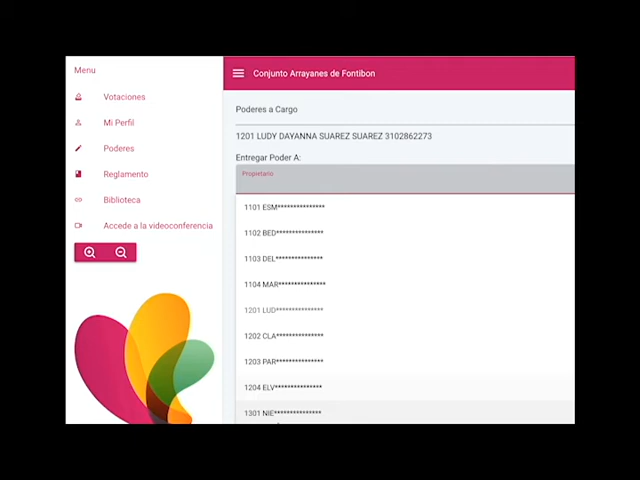 Menu
Votaciones
Mi Perfil
Poderes
Reglamento
Biblioteca
Accede a la videoconferencia
Conjunto Arrayanes de Fontibon
Poderes a Cargo
1201 LUDY DAYANNA SUAREZ SUAREZ 3102862273
Entregar Poder A:
Propietario
1101 ESM***************
1102 BED***************
1103 DEL***************
1104 MAR***************
1201 LUD***************
1202 CLA***************
1203 PAR***************
1204 ELV***************
1301 NIE***************